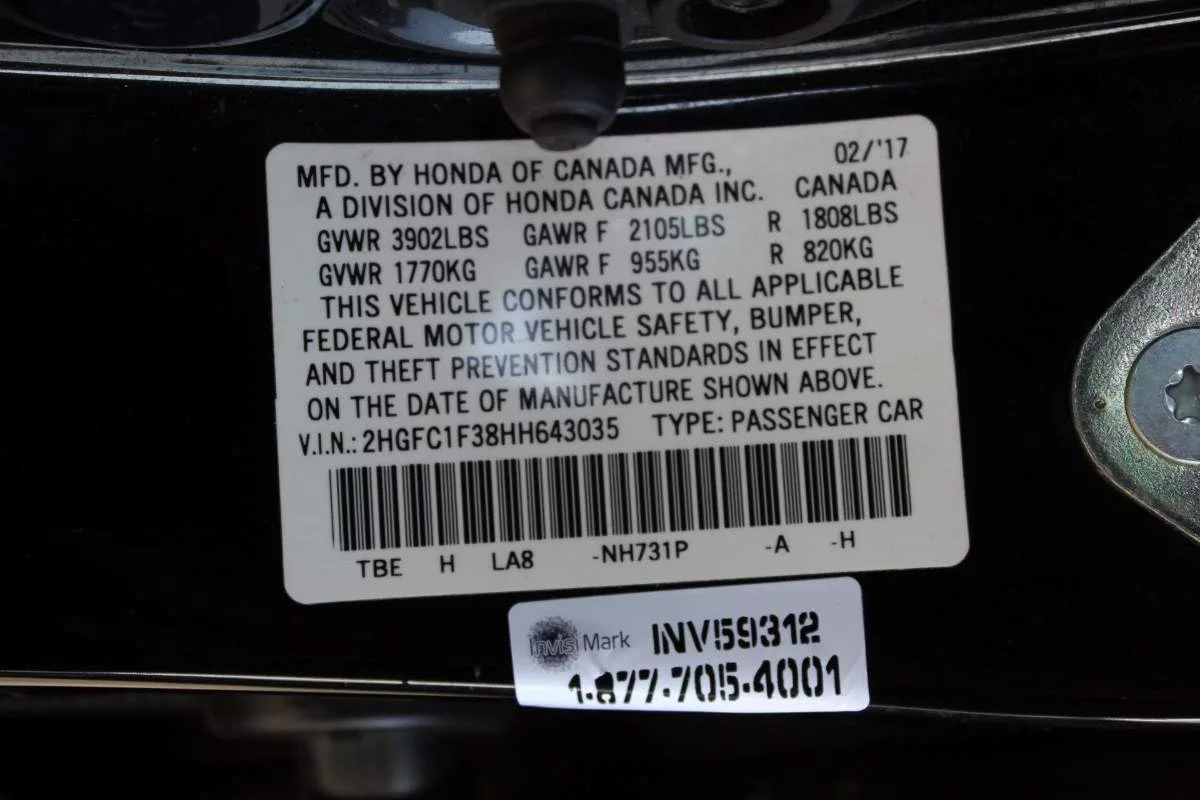 MFD. BY HONDA OF CANADA MFG., 02/'17
A DIVISION OF HONDA CANADA INC. CANADA
GVWR 3902LBS GAWR F 2105LBS R 1808LBS
GVWR 1770KG GAWR F 955KG R 820KG
THIS VEHICLE CONFORMS TO ALL APPLICABLE
FEDERAL MOTOR VEHICLE SAFETY, BUMPER,
AND THEFT PREVENTION STANDARDS IN EFFECT
ON THE DATE OF MANUFACTURE SHOWN ABOVE.
V.I.N.: 2HGFC1F38HH643035 TYPE: PASSENGER CAR
TBE H LA8 -NH731P -A -H
InvisiMark INV59312
1-877-705-4001